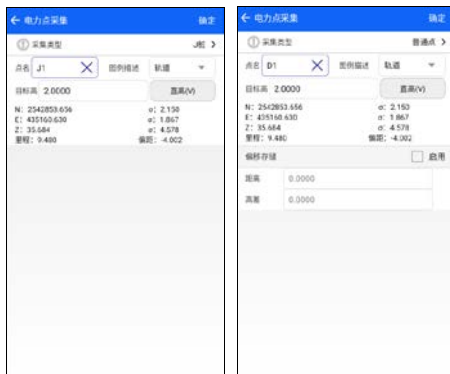 ← 电力点采集 确定
① 采集类型 J桩 >
点名 J1 图例描述 轨道
目标高 2.0000 直高(V)
N: 2542853.656 σ: 2.150
E: 435160.630 σ: 1.867
Z: 35.684 σ: 4.578
里程: 9.480 偏距: -4.002
← 电力点采集 确定
① 采集类型 普通点 >
点名 D1 图例描述 轨道
目标高 2.0000 直高(V)
N: 2542853.656 σ: 2.150
E: 435160.630 σ: 1.867
Z: 35.684 σ: 4.578
里程: 9.480 偏距: -4.002
偏移存储 启用
距离 0.0000
高差 0.0000